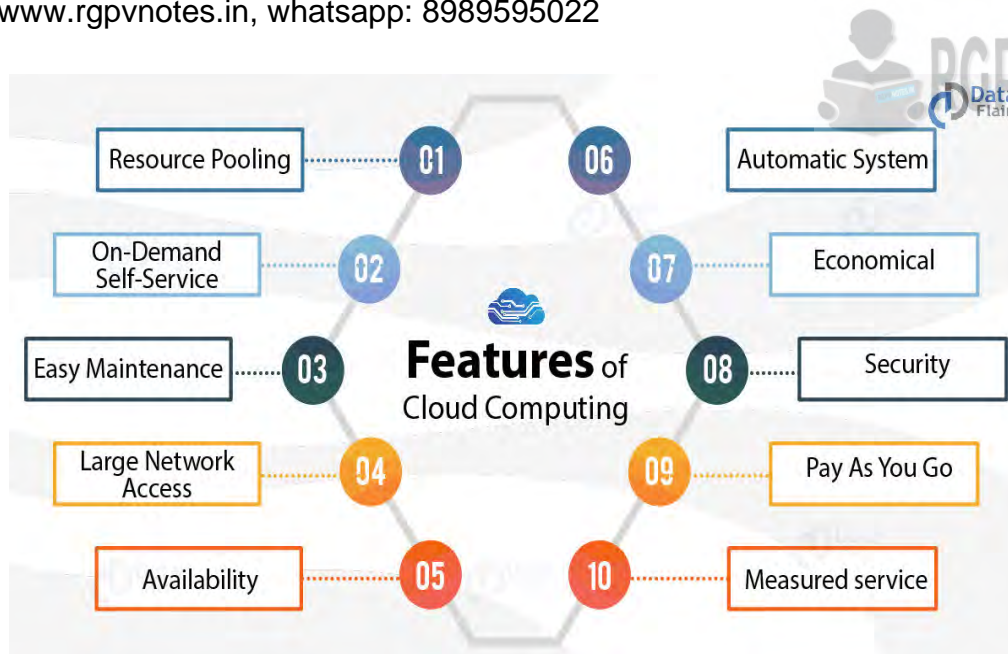 www.rgpvnotes.in, whatsapp: 8989595022
Data
Flair
Resource Pooling
01
On-Demand
Self-Service
02
Easy Maintenance
03
Large Network
Access
04
Availability
05
Features of
Cloud Computing
06
Automatic System
07
Economical
08
Security
09
Pay As You Go
10
Measured service